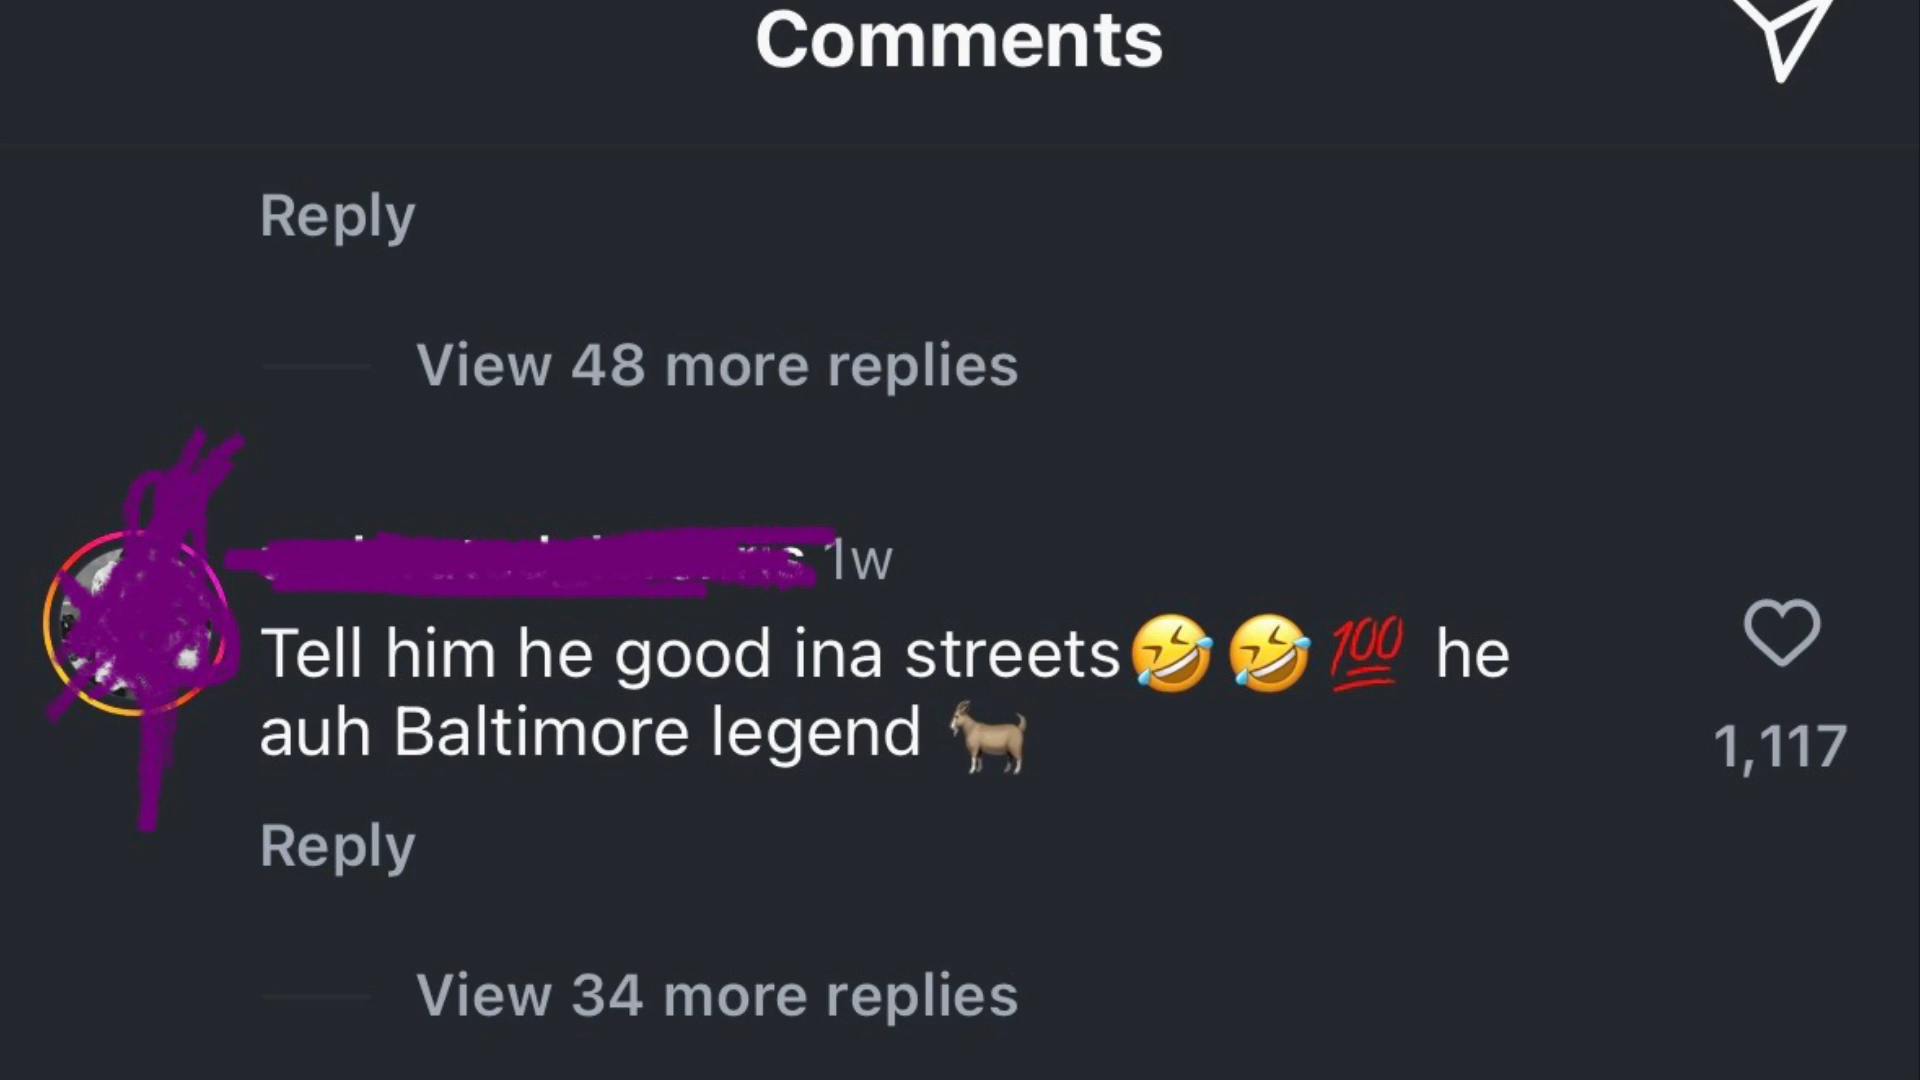 Comments
Reply
View 48 more replies
1w
Tell him he good ina streets🤣🤣💯 he
auh Baltimore legend 🐐
1,117
Reply
View 34 more replies